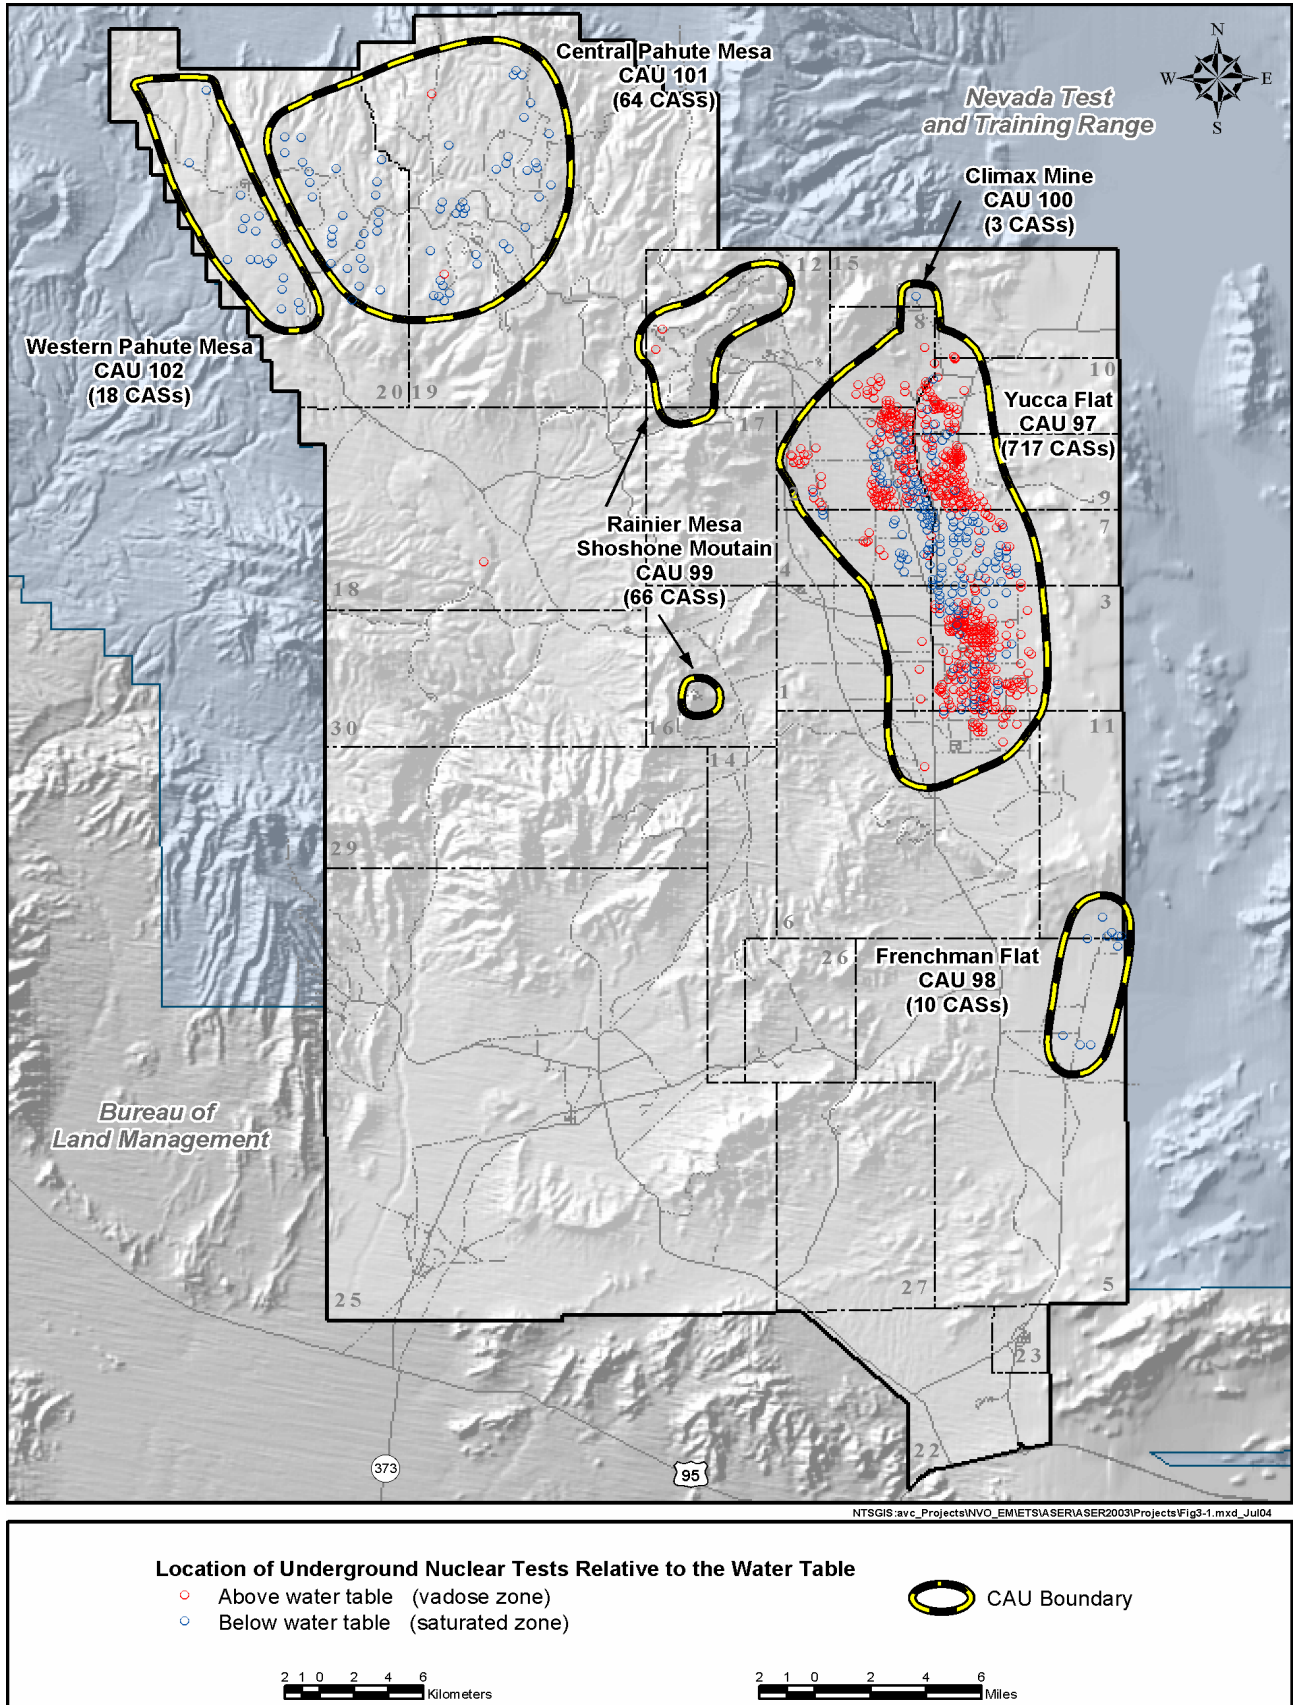 Central Pahute Mesa
CAU 101
(64 CASs)
N
W
E
S
Nevada Test
and Training Range
Climax Mine
CAU 100
(3 CASs)
12
15
8
Western Pahute Mesa
CAU 102
(18 CASs)
20
19
10
17
Yucca Flat
CAU 97
(717 CASs)
9
7
Rainier Mesa
Shoshone Moutain
CAU 99
(66 CASs)
18
4
3
1
30
16
11
14
29
6
26
Frenchman Flat
CAU 98
(10 CASs)
Bureau of
Land Management
25
27
5
23
22
373
95
NTSGIS:avc_Projects\NVO_EM\ETS\ASER\ASER2003\Projects\Fig3-1.mxd_Jul04
Location of Underground Nuclear Tests Relative to the Water Table
Above water table (vadose zone)
Below water table (saturated zone)
CAU Boundary
2 1 0 2 4 6
Kilometers
2 1 0 2 4 6
Miles